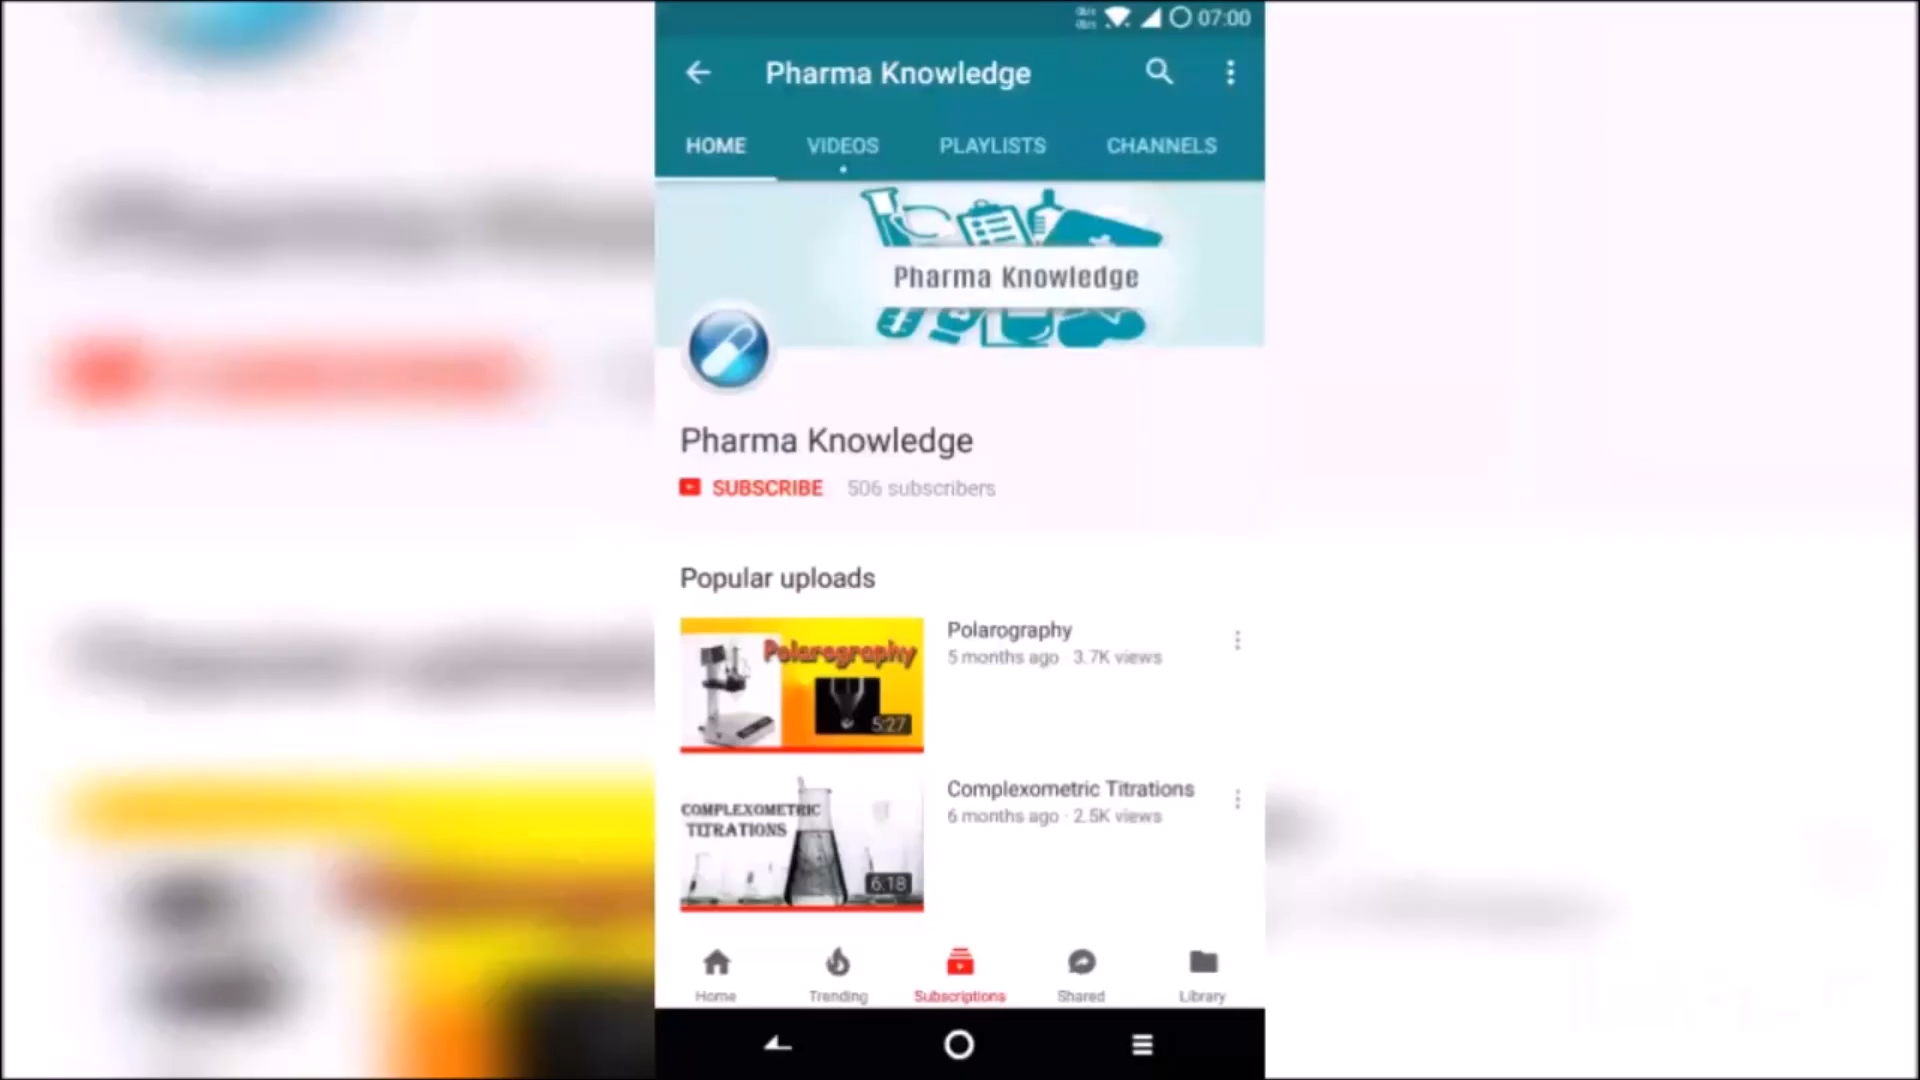 07:00
Pharma Knowledge
HOME VIDEOS PLAYLISTS CHANNELS
Pharma Knowledge
Pharma Knowledge
SUBSCRIBE 506 subscribers
Popular uploads
Polarography
5:27
Polarography
5 months ago · 3.7K views
COMPLEXOMETRIC
TITRATIONS
6:18
Complexometric Titrations
6 months ago · 2.5K views
Home Trending Subscriptions Shared Library